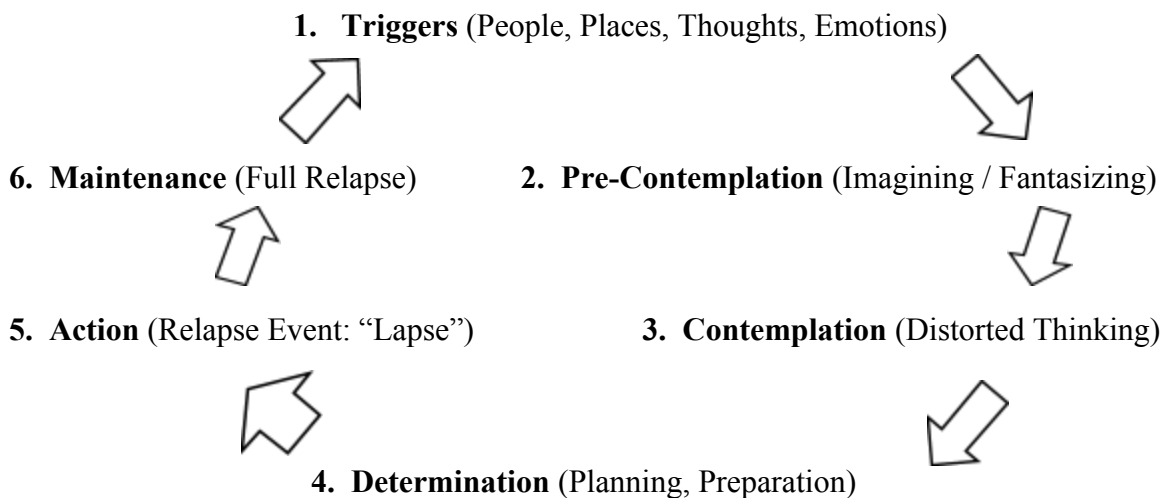 1. Triggers (People, Places, Thoughts, Emotions)
6. Maintenance (Full Relapse)
2. Pre-Contemplation (Imagining / Fantasizing)
5. Action (Relapse Event: “Lapse”)
3. Contemplation (Distorted Thinking)
4. Determination (Planning, Preparation)